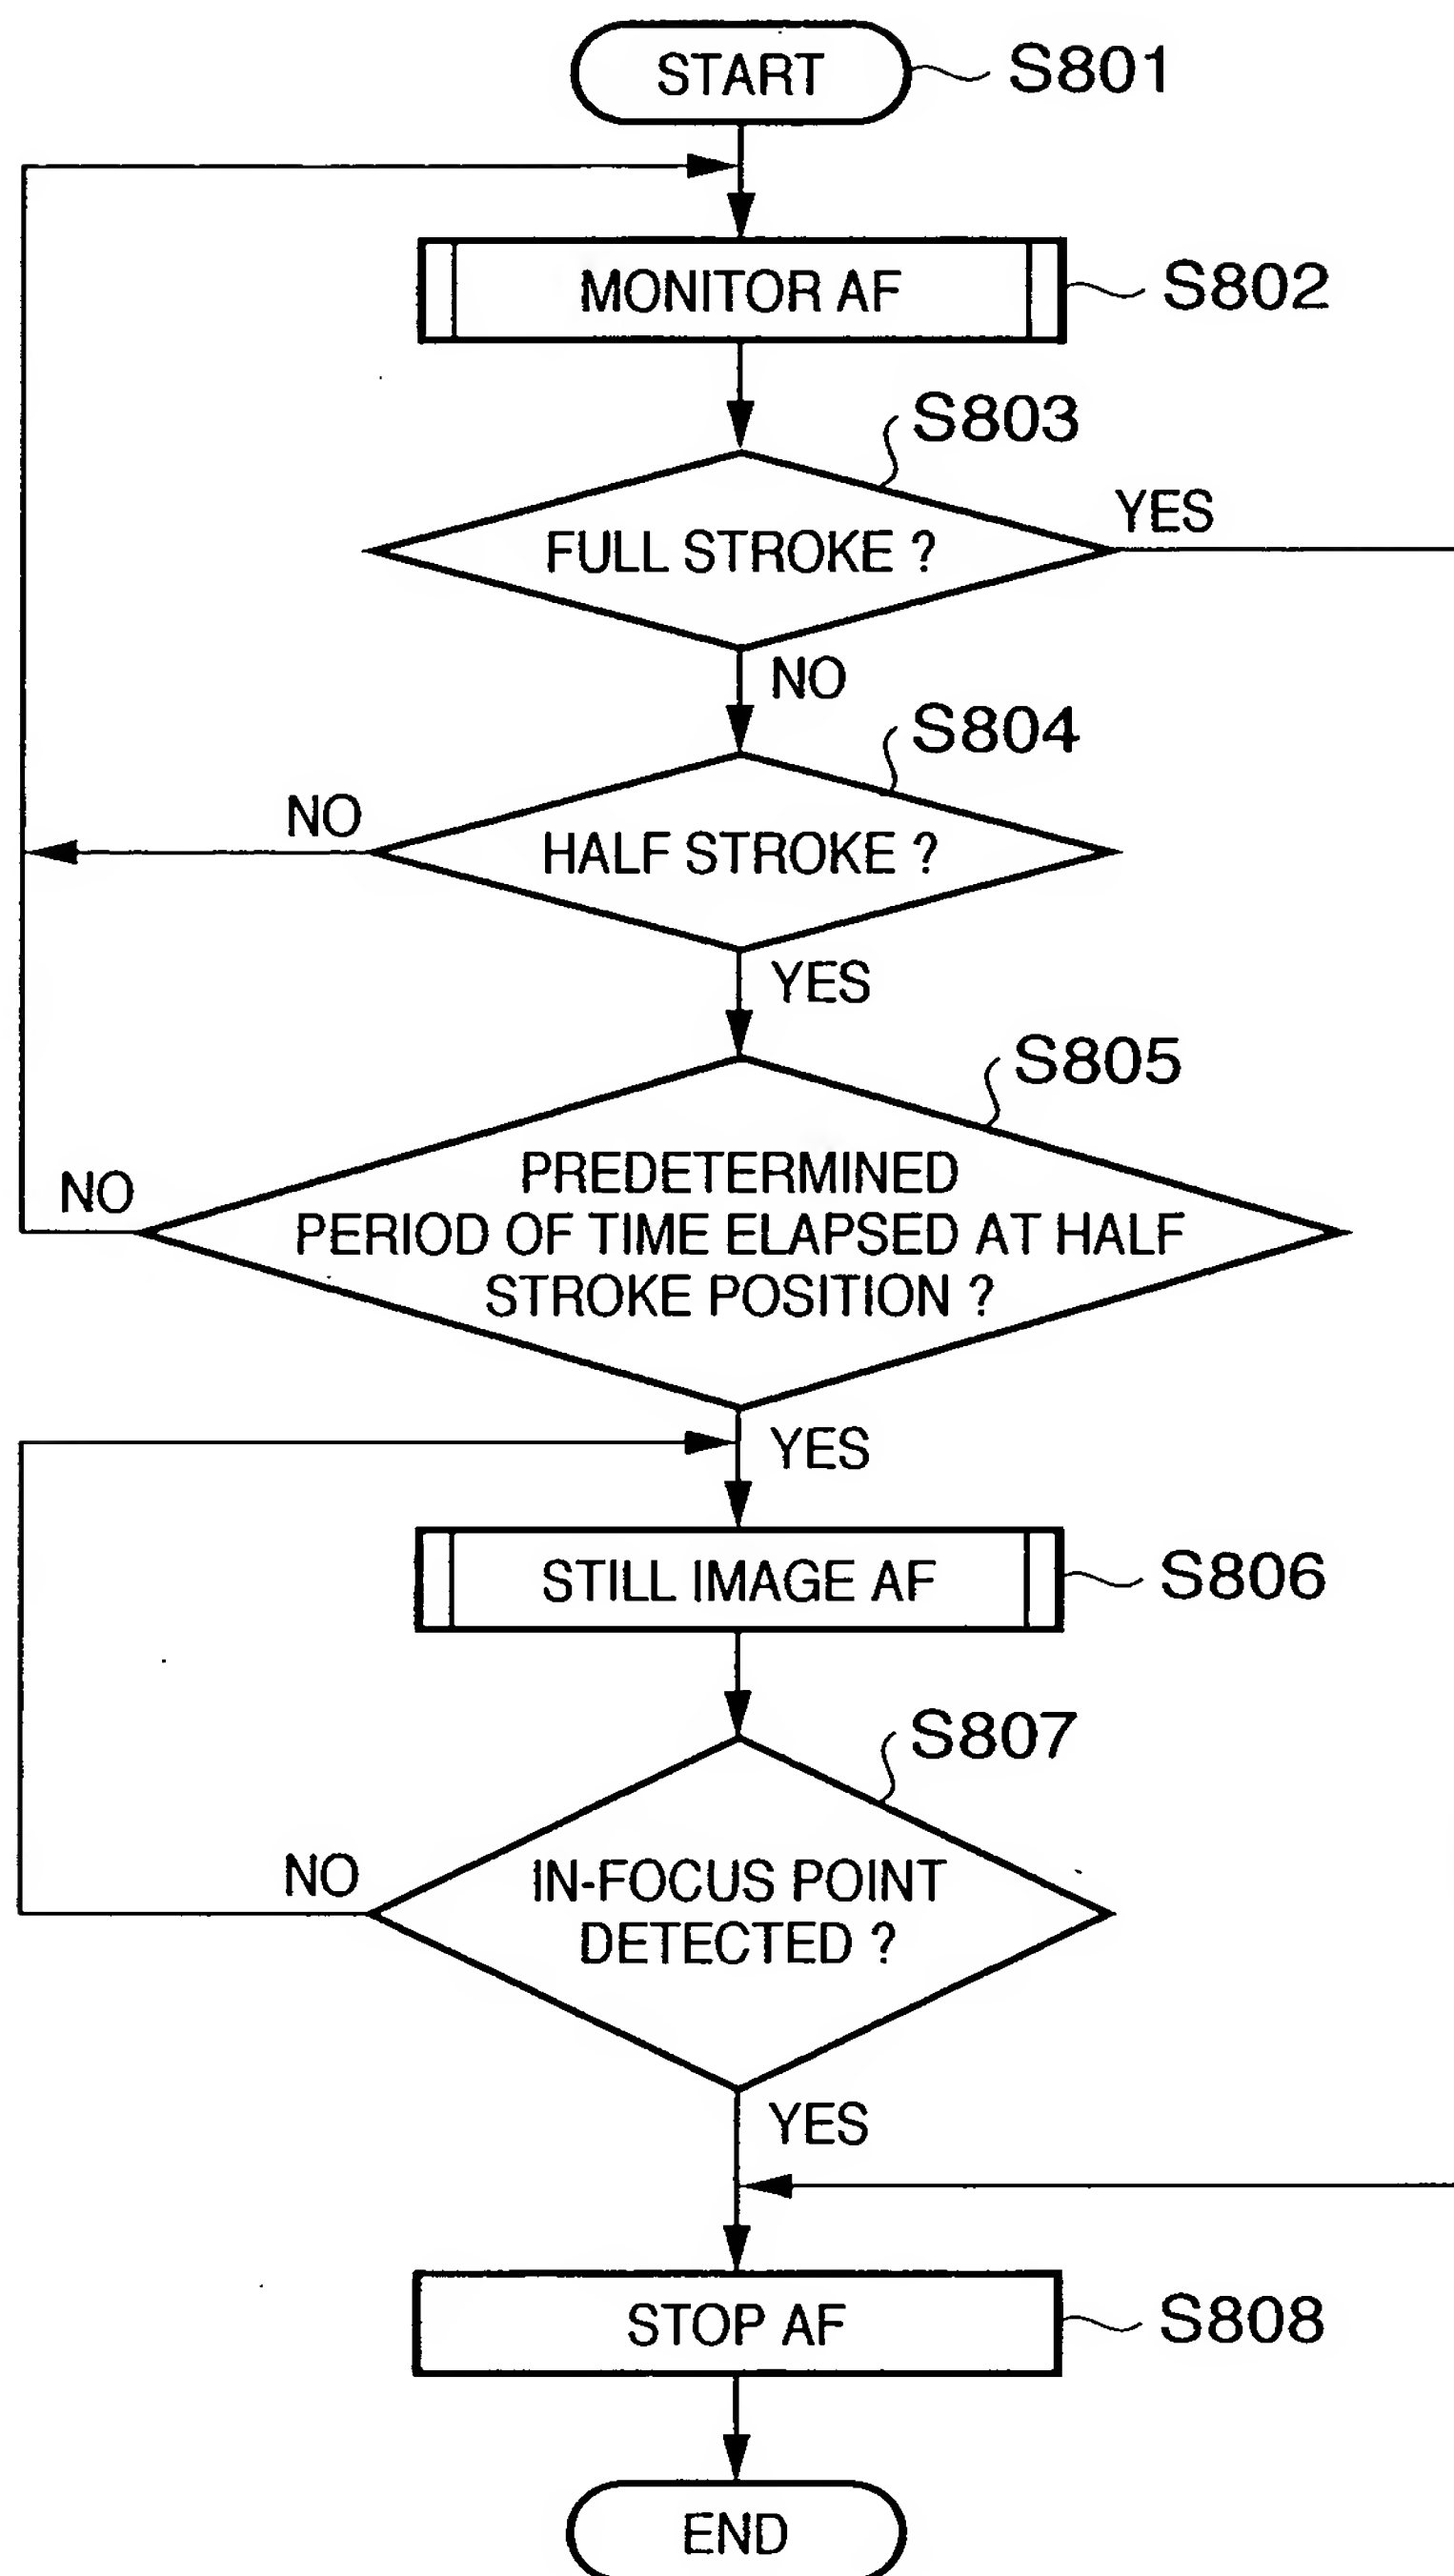 START
S801
MONITOR AF
S802
S803
FULL STROKE ?
YES
NO
S804
HALF STROKE ?
NO
YES
S805
PREDETERMINED
PERIOD OF TIME ELAPSED AT HALF
STROKE POSITION ?
NO
YES
STILL IMAGE AF
S806
S807
IN-FOCUS POINT
DETECTED ?
NO
YES
STOP AF
S808
END